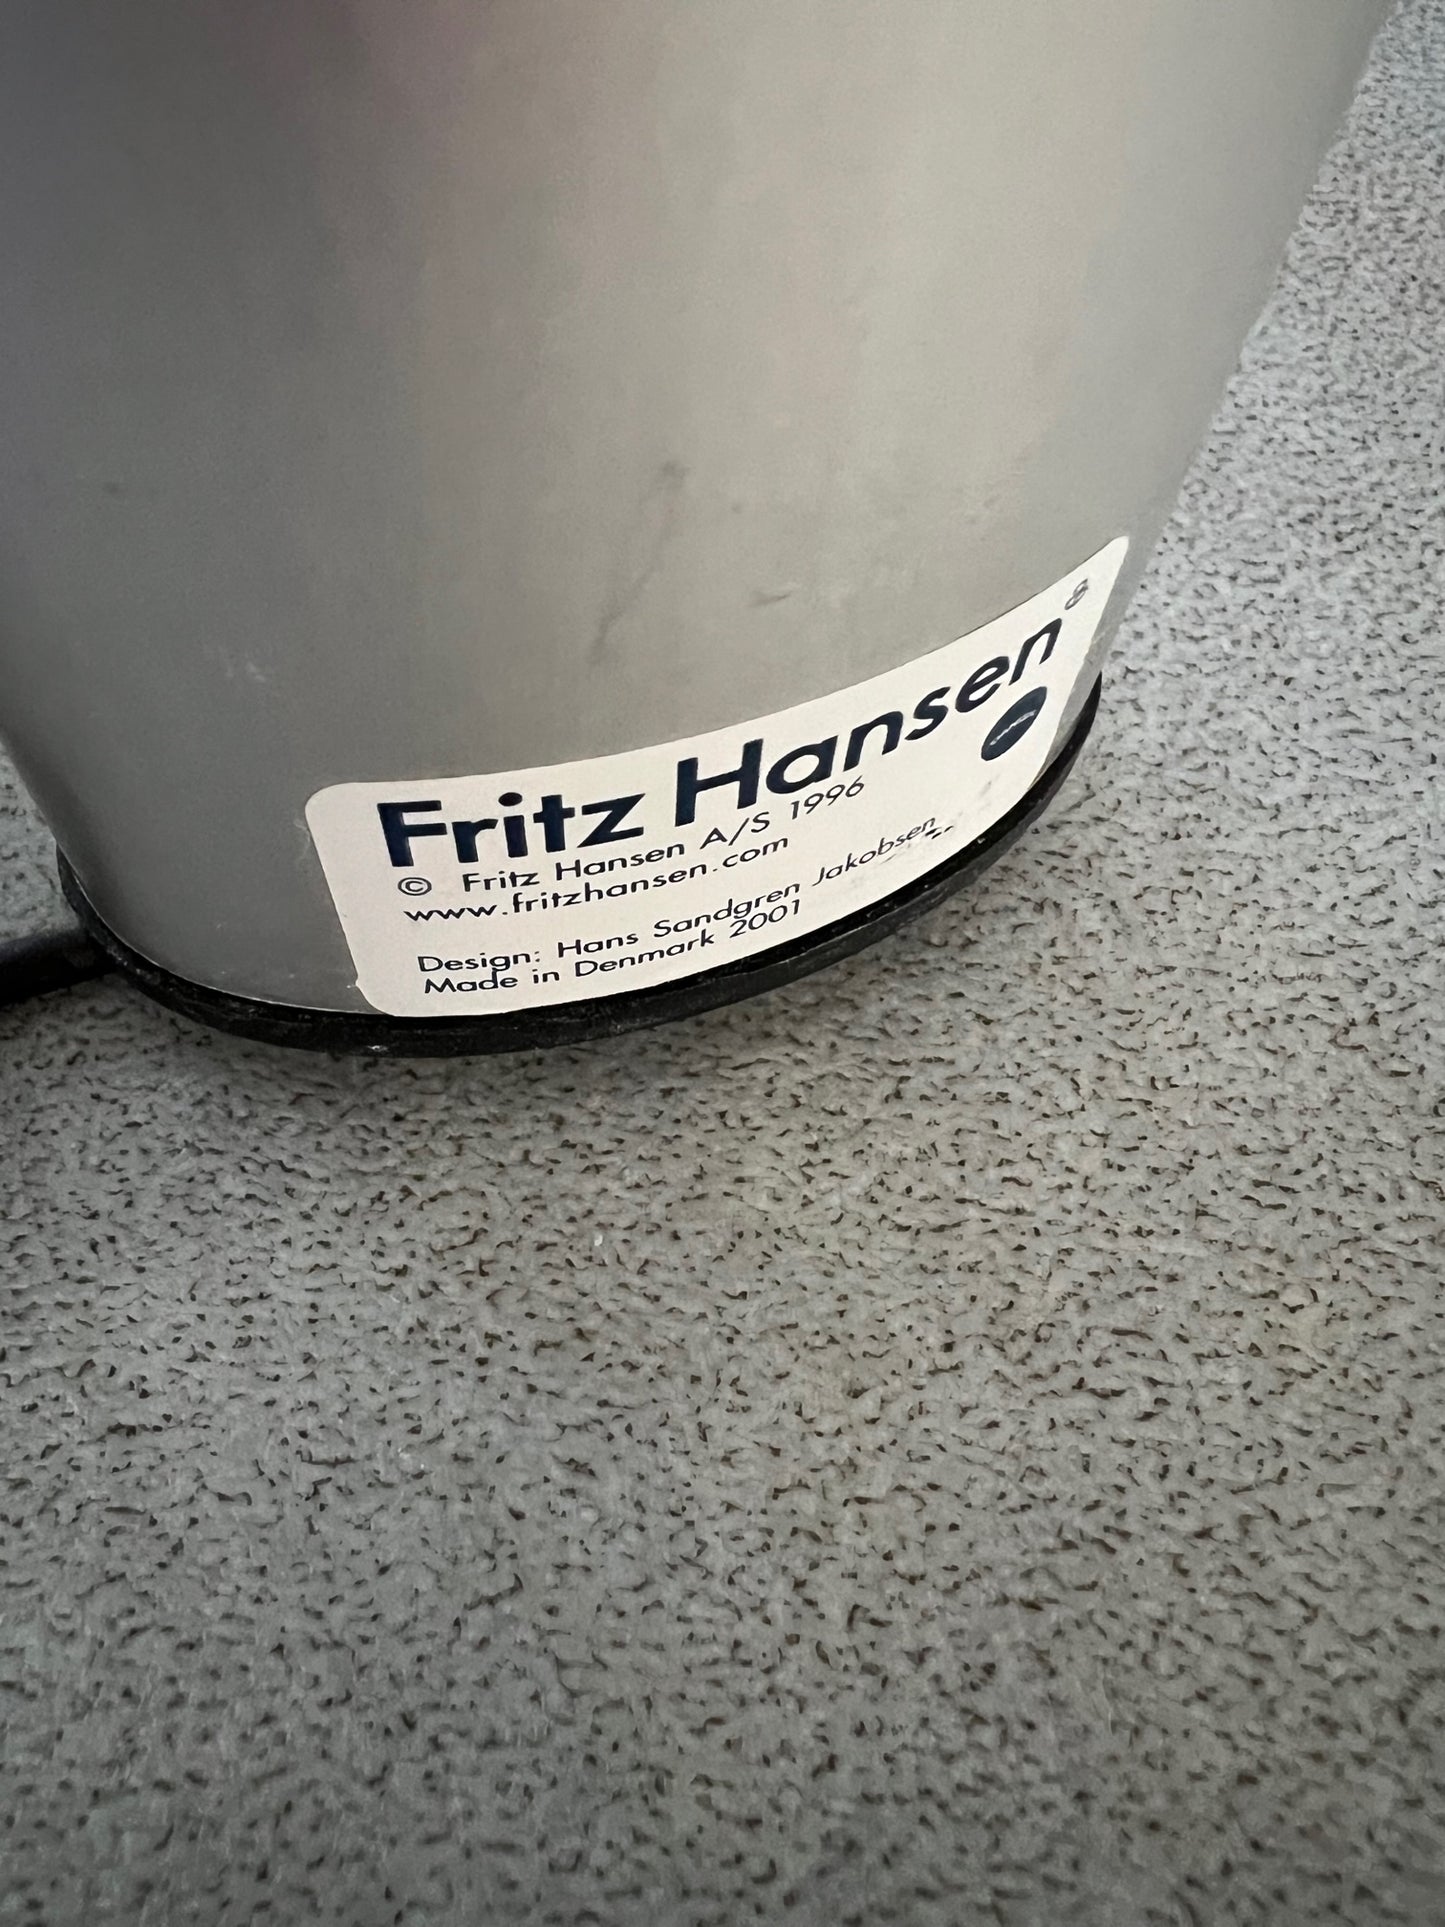 Fritz Hansen®
© Fritz Hansen A/S 1996
www.fritzhansen.com
Design: Hans Sandgren Jakobsen
Made in Denmark 2001